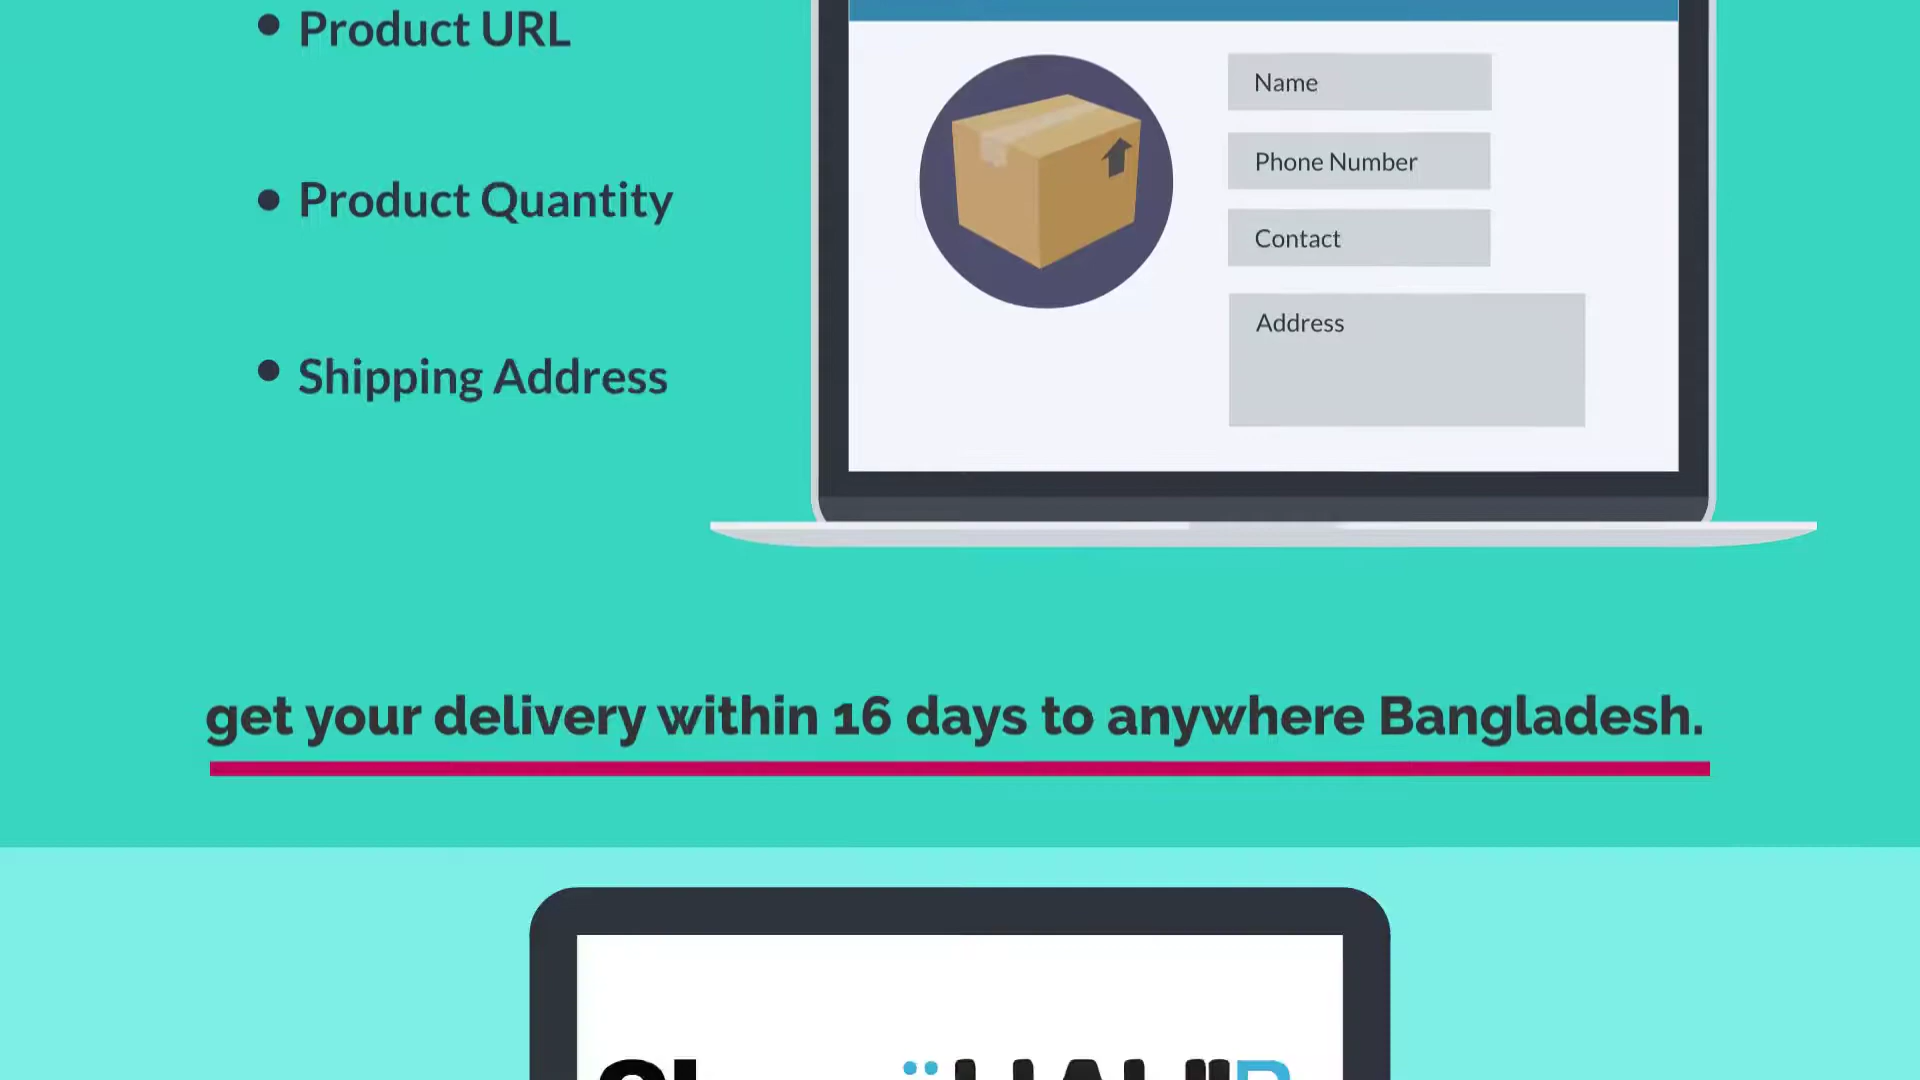 Product URL
Product Quantity
Shipping Address
Name
Phone Number
Contact
Address
get your delivery within 16 days to anywhere Bangladesh.